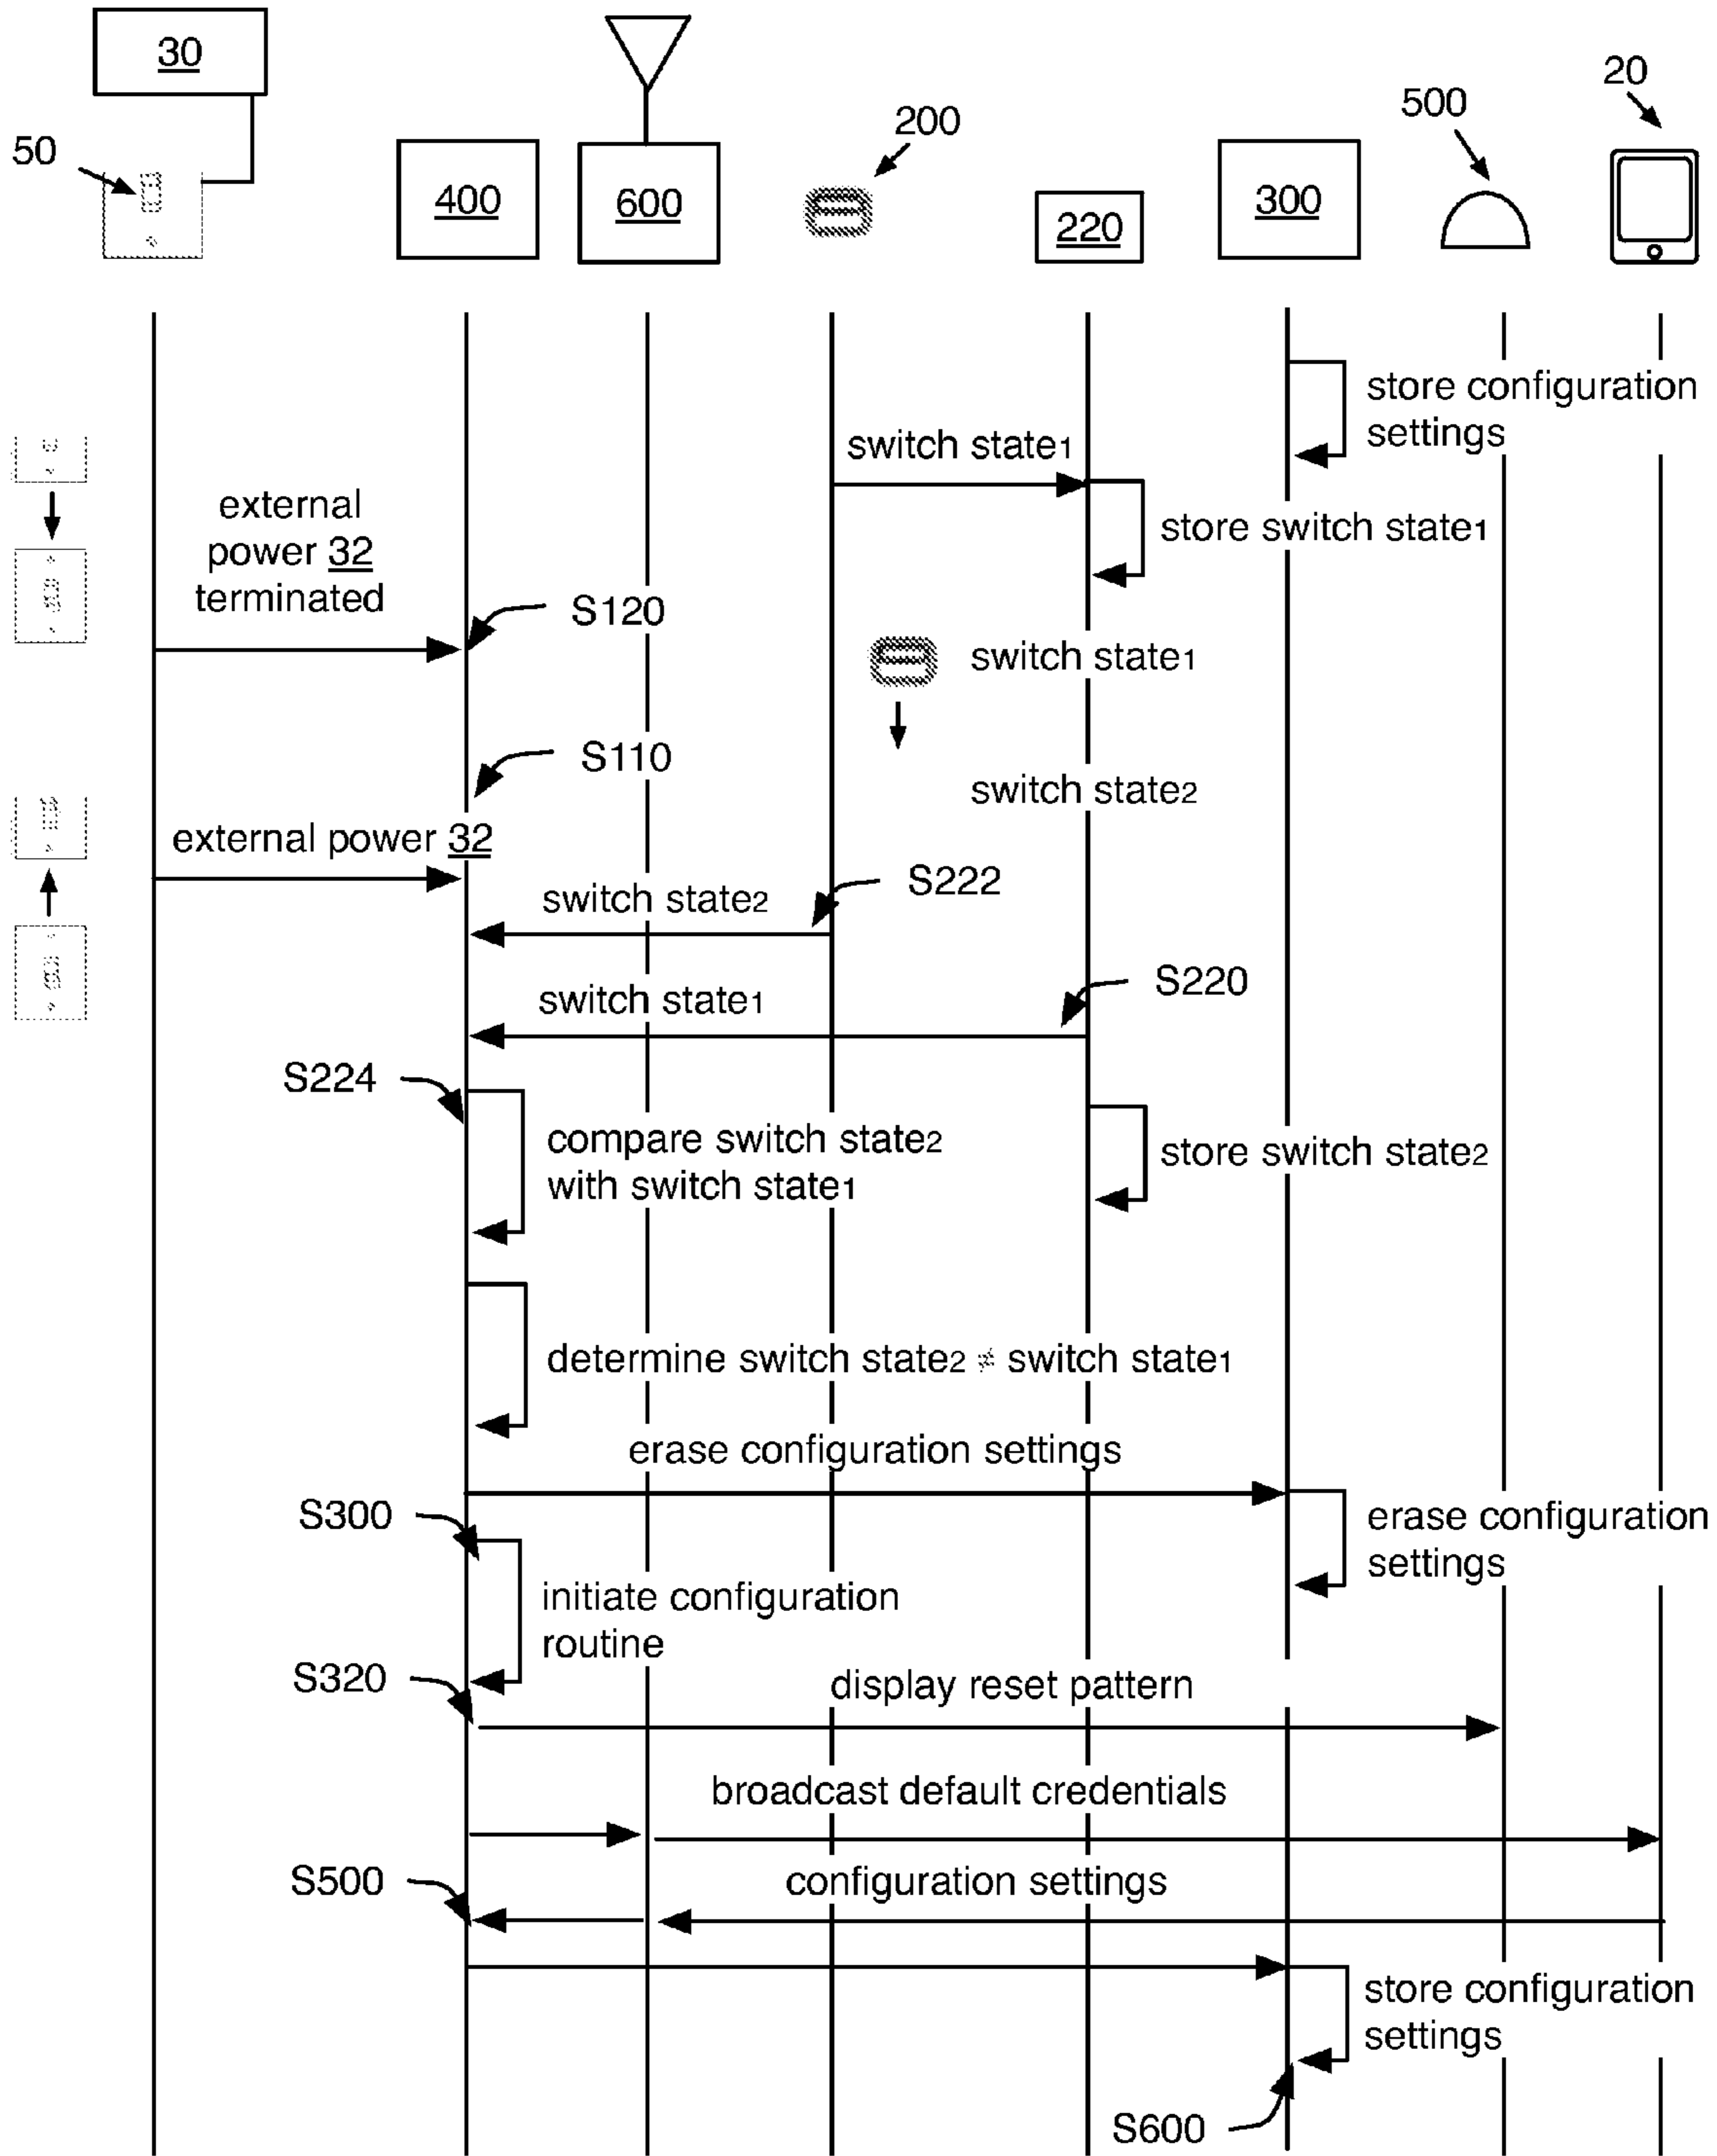 30
20
500
50
200
400
600
220
300
store configuration
settings
switch state1
external
power 32
terminated
store switch state1
S120
switch state1
S110
switch state2
external power 32
S222
switch state2
S220
switch state1
S224
compare switch state2
with switch state1
store switch state2
determine switch state2 ≠ switch state1
erase configuration settings
S300
erase configuration
settings
initiate configuration
routine
S320
display reset pattern
broadcast default credentials
S500
configuration settings
store configuration
settings
S600